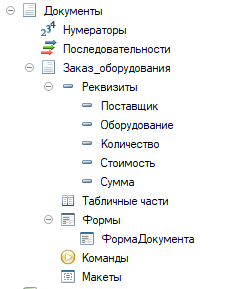 Документы
Нумераторы
Последовательности
Заказ_оборудования
Реквизиты
Поставщик
Оборудование
Количество
Стоимость
Сумма
Табличные части
Формы
ФормаДокумента
Команды
Макеты